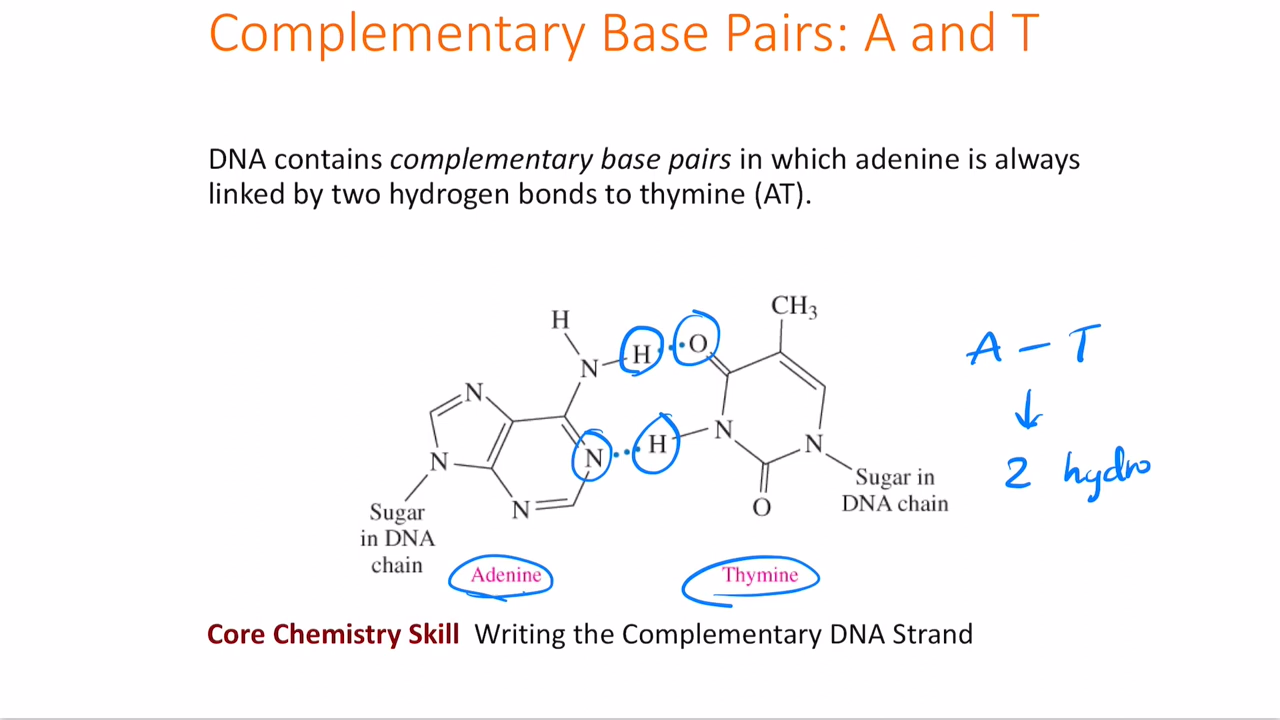 Complementary Base Pairs: A and T
DNA contains complementary base pairs in which adenine is always
linked by two hydrogen bonds to thymine (AT).
H
CH₃
H
O
N
N
N
H
N
N
N
N
O
Sugar
in DNA
chain
Sugar in
DNA chain
Adenine
Thymine
A – T
↓
2 hydro
Core Chemistry Skill Writing the Complementary DNA Strand